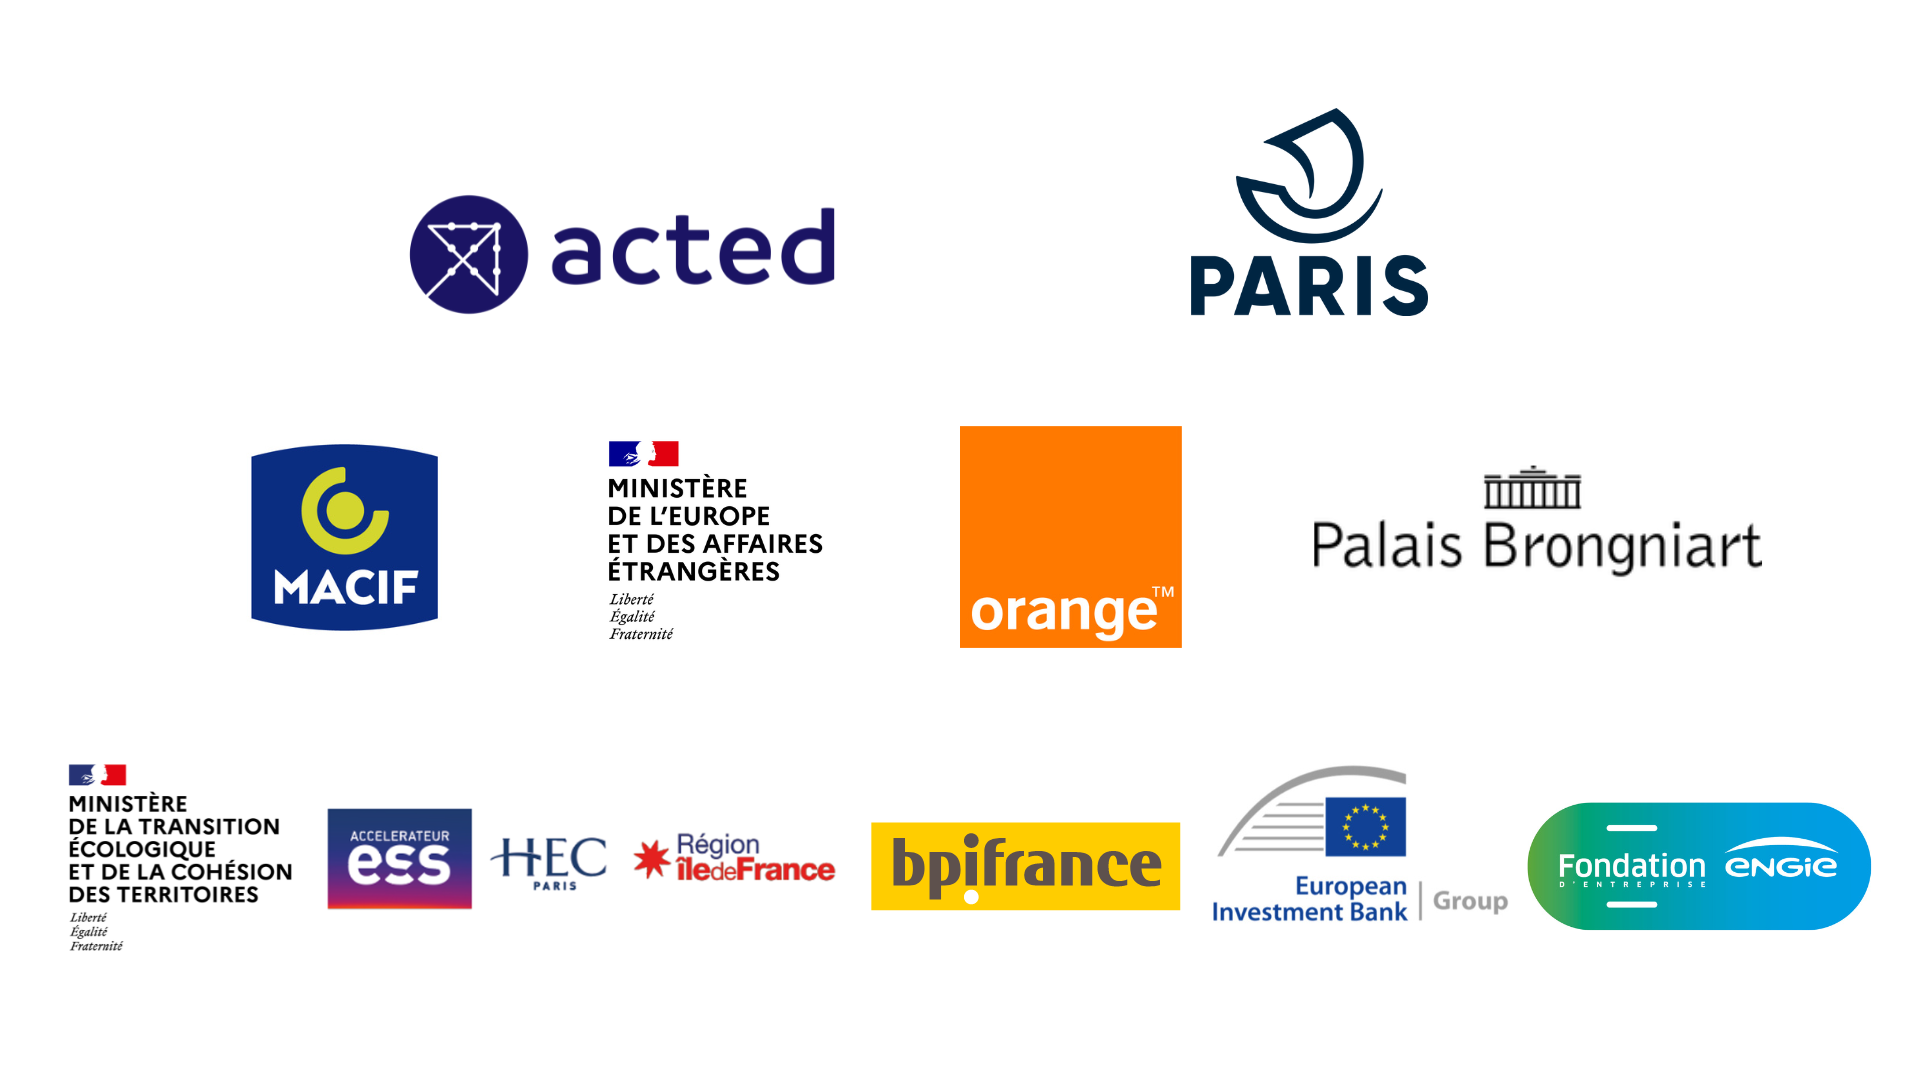 acted
PARIS
MACIF
MINISTÈRE
DE L'EUROPE
ET DES AFFAIRES
ÉTRANGÈRES
Liberté
Égalité
Fraternité
orange™
Palais Brongniart
MINISTÈRE
DE LA TRANSITION
ÉCOLOGIQUE
ET DE LA COHÉSION
DES TERRITOIRES
Liberté
Égalité
Fraternité
ACCELERATEUR
ess
HEC
PARIS
Région
îledeFrance
bpifrance
European
Investment Bank
Group
Fondation
D'ENTREPRISE
ENGIE